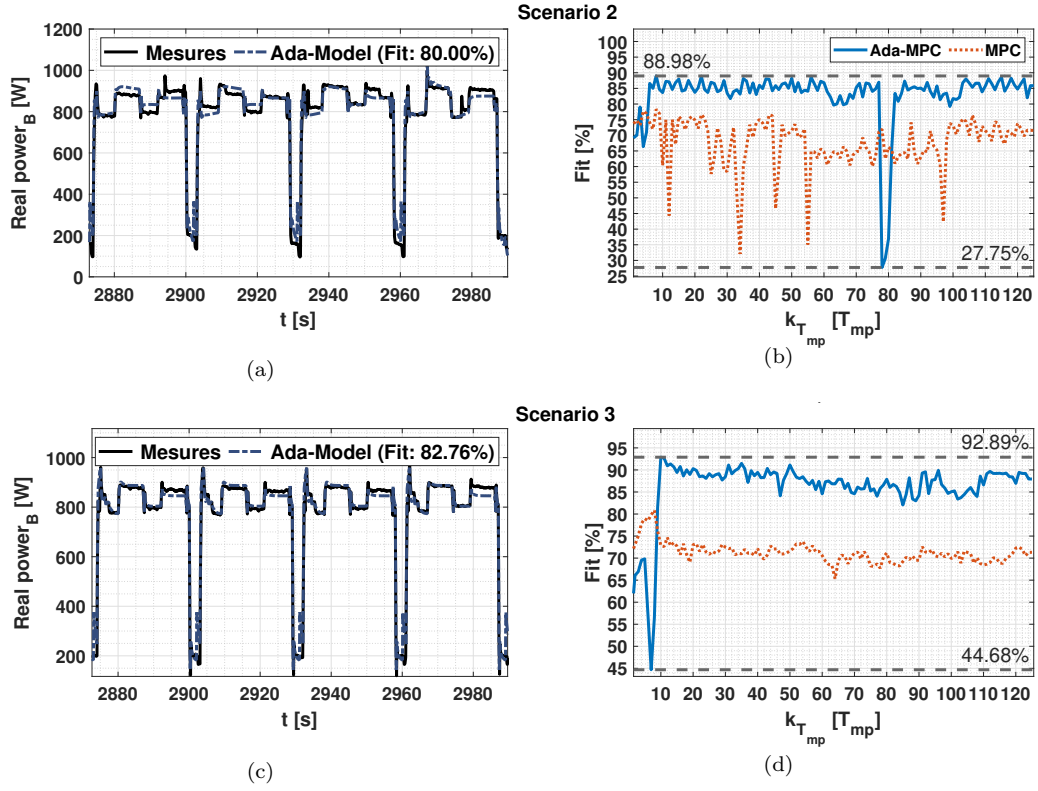 Scenario 2
Mesures Ada-Model (Fit: 80.00%)
Real power_B [W]
1200
1000
800
600
400
200
0
2880 2900 2920 2940 2960 2980
t [s]
(a)
Ada-MPC MPC
88.98%
27.75%
Fit [%]
100
95
90
85
80
75
70
65
60
55
50
45
40
35
30
25
10 20 30 40 50 60 70 80 90 100 110 120
k_T_mp [T_mp]
(b)
Scenario 3
Mesures Ada-Model (Fit: 82.76%)
Real power_B [W]
1000
800
600
400
200
2880 2900 2920 2940 2960 2980
t [s]
(c)
92.89%
44.68%
Fit [%]
95
90
85
80
75
70
65
60
55
50
45
10 20 30 40 50 60 70 80 90 100 110 120
k_T_mp [T_mp]
(d)